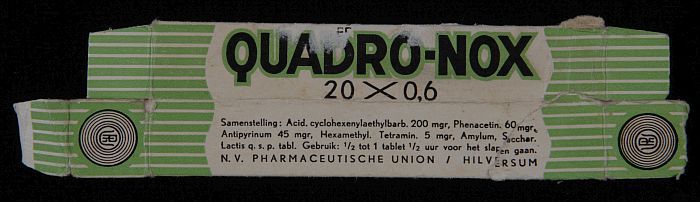 QUADRO-NOX
20 X 0,6
Samenstelling: Acid. cyclohexenylaethylbarb. 200 mgr, Phenacetin. 60 mgr,
Antipyrinum 45 mgr, Hexamethyl. Tetramin. 5 mgr, Amylum, Sacchar.
Lactis q. s. p. tabl. Gebruik: 1/2 tot 1 tablet 1/2 uur voor het slapen gaan.
N.V. PHARMACEUTISCHE UNION / HILVERSUM